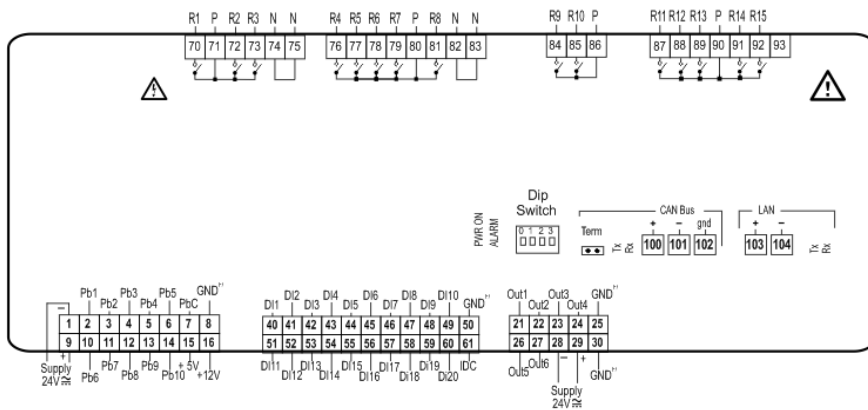 R1 P R2 R3 N N R4 R5 R6 R7 P R8 N N R9 R10 P R11 R12 R13 P R14 R15
70 71 72 73 74 75 76 77 78 79 80 81 82 83 84 85 86 87 88 89 90 91 92 93
Dip
Switch
0 1 2 3
PWR ON
ALARM
Term
Tx
Rx
CAN Bus
+ − gnd
100 101 102
LAN
+ −
103 104
Tx
Rx
Pb1 Pb2 Pb3 Pb4 Pb5 PbC GND
−
1 2 3 4 5 6 7 8
9 10 11 12 13 14 15 16
+
Supply
24V
Pb6 Pb7 Pb8 Pb9 Pb10 + 5V +12V
DI1 DI2 DI3 DI4 DI5 DI6 DI7 DI8 DI9 DI10 GND
40 41 42 43 44 45 46 47 48 49 50
51 52 53 54 55 56 57 58 59 60 61
DI11 DI12 DI13 DI14 DI15 DI16 DI17 Di18 Di19 Di20 IDC
Out1 Out2 Out3 Out4 GND
21 22 23 24 25
26 27 28 29 30
Out5 Out6 − + GND
Supply
24V